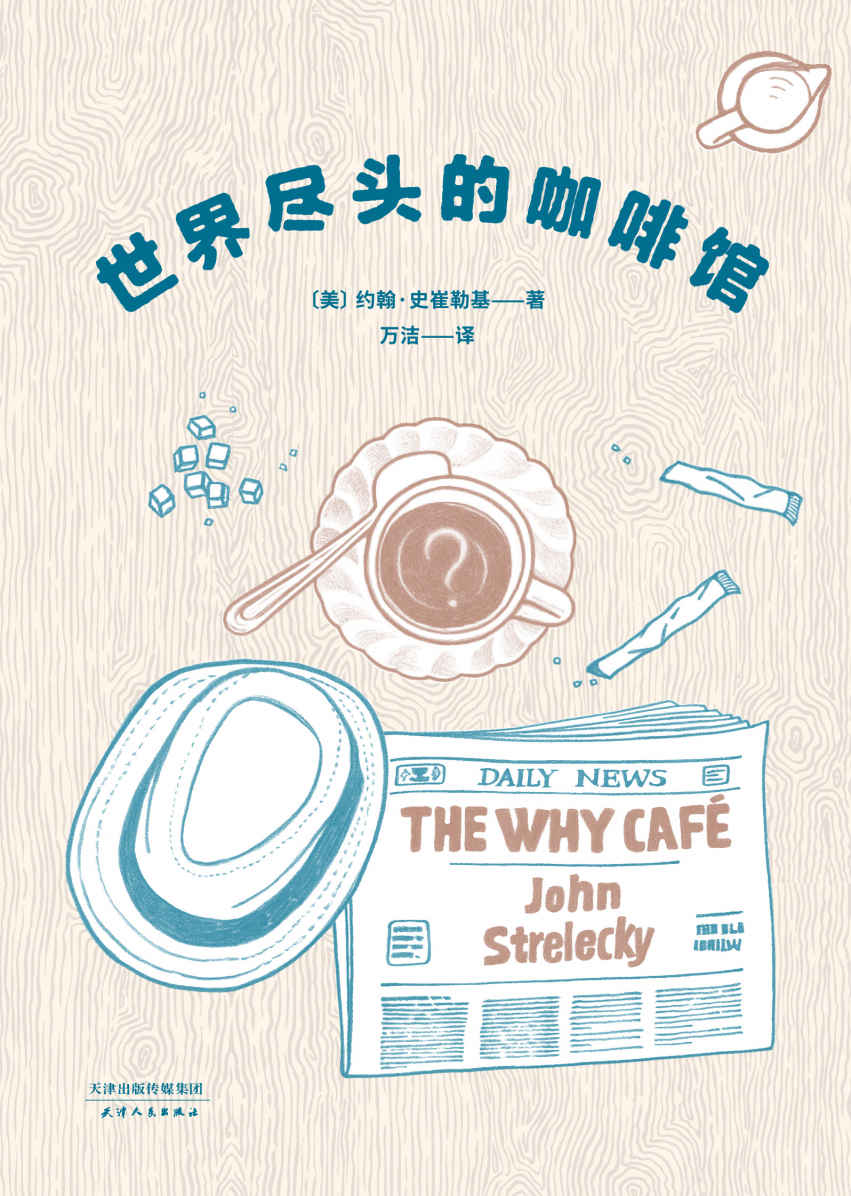 世界尽头的咖啡馆
〔美〕约翰·史崔勒基——著
万洁——译
DAILY NEWS
THE WHY CAFÉ
John
Strelecky
天津出版传媒集团
天津人民出版社